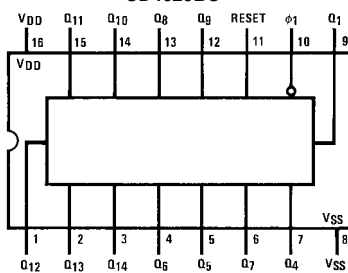 VDD Q11 Q10 Q8 Q9 RESET ϕ1 Q1
16 15 14 13 12 11 10 9
VDD
VSS
1 2 3 4 5 6 7 8
Q12 Q13 Q14 Q6 Q5 Q7 Q4 VSS